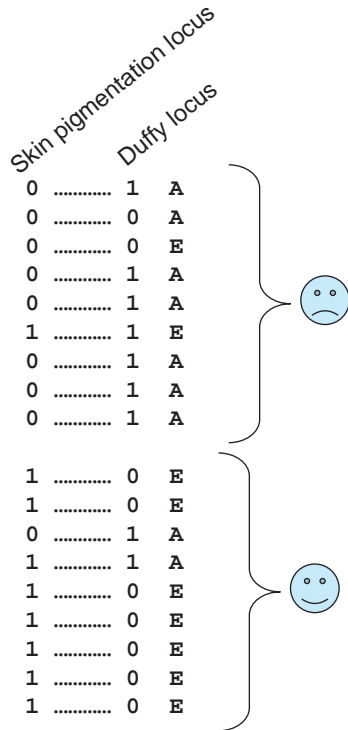 Skin pigmentation locus
Duffy locus
0 ............ 1 A
0 ............ 0 A
0 ............ 0 E
0 ............ 1 A
0 ............ 1 A
1 ............ 1 E
0 ............ 1 A
0 ............ 1 A
0 ............ 1 A
1 ............ 0 E
1 ............ 0 E
0 ............ 1 A
1 ............ 1 A
1 ............ 0 E
1 ............ 0 E
1 ............ 0 E
1 ............ 0 E
1 ............ 0 E